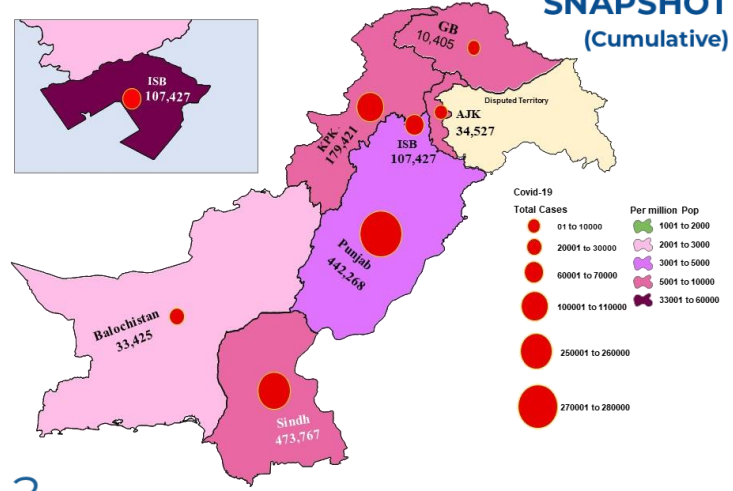 SNAPSHOT
(Cumulative)
ISB
107,427
GB
10,405
Disputed Territory
AJK
34,527
KPK
179,421
ISB
107,427
Punjab
442,268
Balochistan
33,425
Sindh
473,767
Covid-19
Total Cases
01 to 10000
20001 to 30000
60001 to 70000
100001 to 110000
250001 to 260000
270001 to 280000
Per million Pop
1001 to 2000
2001 to 3000
3001 to 5000
5001 to 10000
33001 to 60000